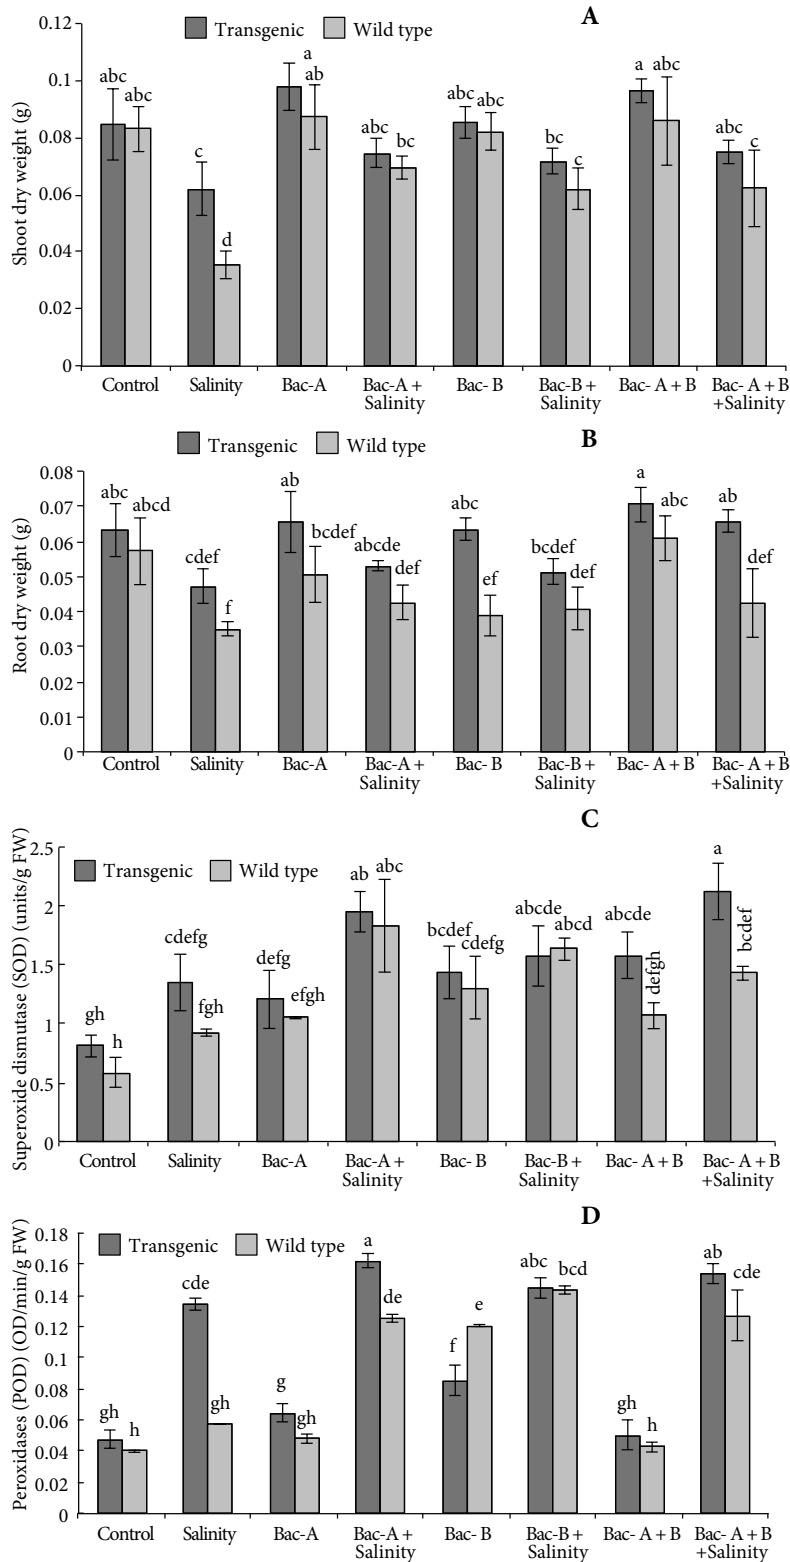 A
Transgenic Wild type
Shoot dry weight (g)
0.12
0.1
0.08
0.06
0.04
0.02
0
abc abc c d a ab abc bc abc abc bc c a abc abc c
Control Salinity Bac-A Bac-A + Salinity Bac- B Bac-B + Salinity Bac- A + B Bac- A + B +Salinity
B
Transgenic Wild type
Root dry weight (g)
0.08
0.07
0.06
0.05
0.04
0.03
0.02
0.01
0
abc abcd cdef f ab bcdef abcde def abc ef bcdef def a abc ab def
Control Salinity Bac-A Bac-A + Salinity Bac- B Bac-B + Salinity Bac- A + B Bac- A + B +Salinity
C
Transgenic Wild type
Superoxide dismutase (SOD) (units/g FW)
2.5
2
1.5
1
0.5
0
gh h cdefg fgh defg efgh ab abc bcdef cdefg abcde abcd abcde defgh a bcdef
Control Salinity Bac-A Bac-A + Salinity Bac- B Bac-B + Salinity Bac- A + B Bac- A + B +Salinity
D
Transgenic Wild type
Peroxidases (POD) (OD/min/g FW)
0.18
0.16
0.14
0.12
0.1
0.08
0.06
0.04
0.02
0
gh h cde gh g gh a de f e abc bcd gh h ab cde
Control Salinity Bac-A Bac-A + Salinity Bac- B Bac-B + Salinity Bac- A + B Bac- A + B +Salinity